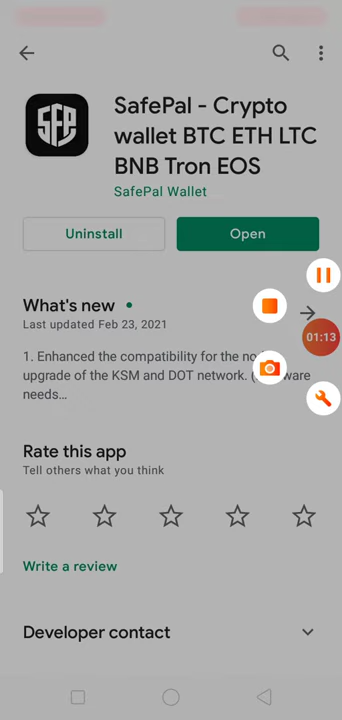 SFP
SafePal - Crypto
wallet BTC ETH LTC
BNB Tron EOS
SafePal Wallet
Uninstall
Open
What's new
Last updated Feb 23, 2021
01:13
1. Enhanced the compatibility for the
upgrade of the KSM and DOT network.
needs...
Rate this app
Tell others what you think
Write a review
Developer contact